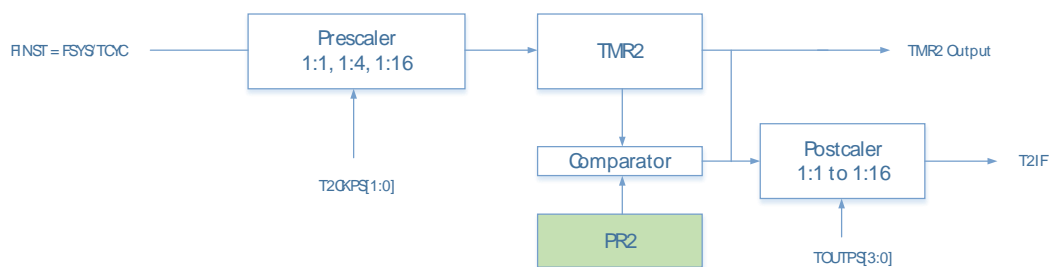 FINST = FSYS/TCYC
Prescaler
1:1, 1:4, 1:16
TMR2
TMR2 Output
Comparator
Postcaler
1:1 to 1:16
T2IF
T2CKPS[1:0]
PR2
TOUTPS[3:0]